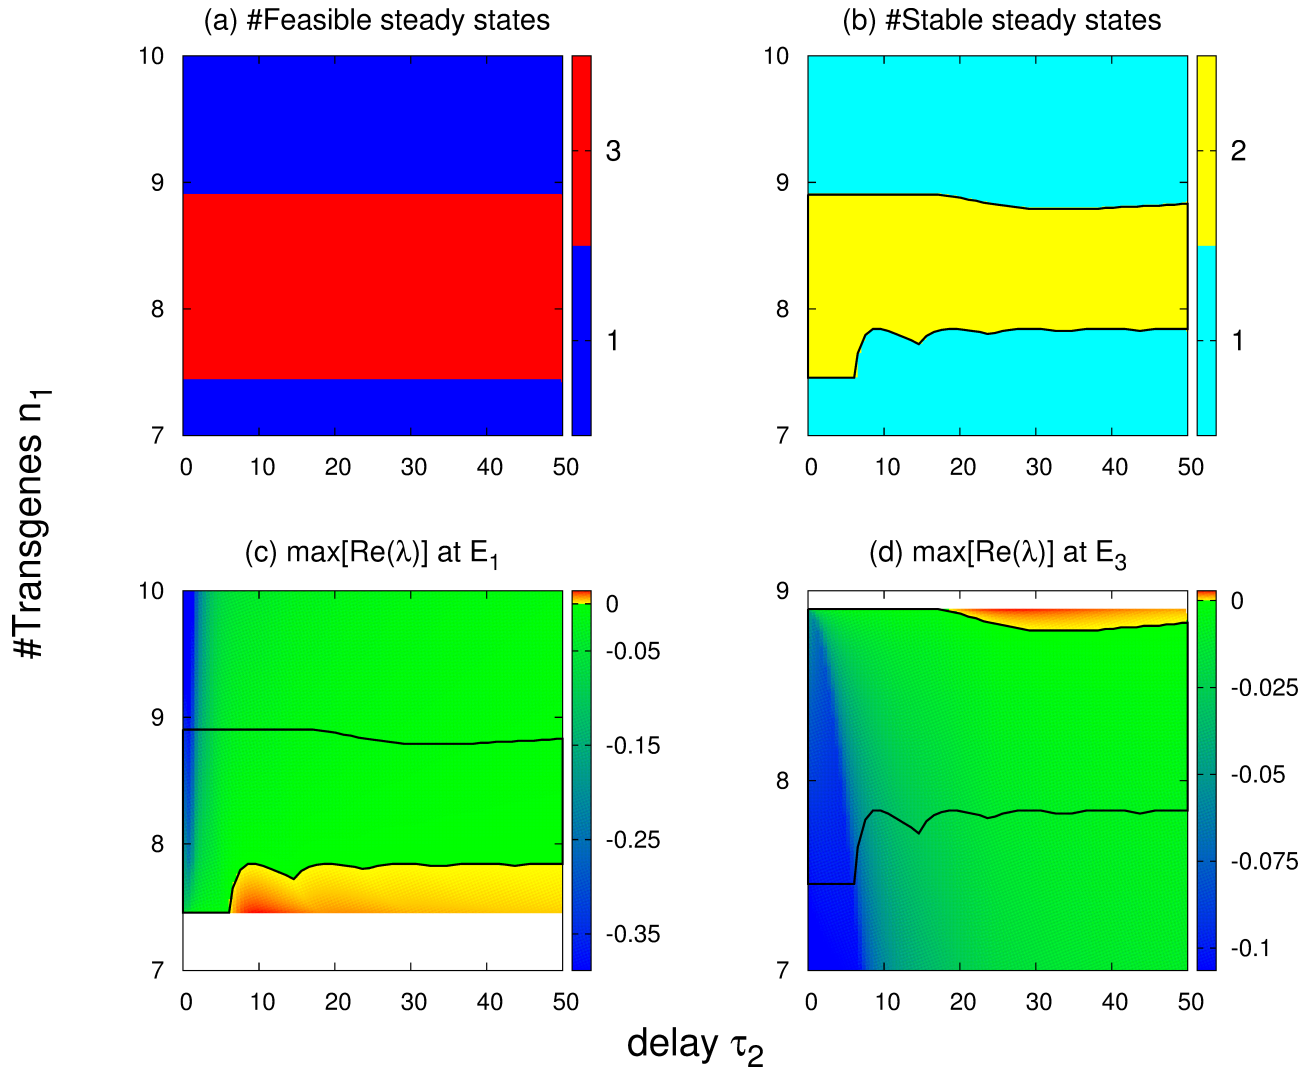 (a) #Feasible steady states
(b) #Stable steady states
10
9
8
7
0 10 20 30 40 50
3
1
10
9
8
7
0 10 20 30 40 50
2
1
#Transgenes n₁
(c) max[Re(λ)] at E₁
(d) max[Re(λ)] at E₃
10
9
8
7
0 10 20 30 40 50
0
-0.05
-0.15
-0.25
-0.35
9
8
7
0 10 20 30 40 50
0
-0.025
-0.05
-0.075
-0.1
delay τ₂